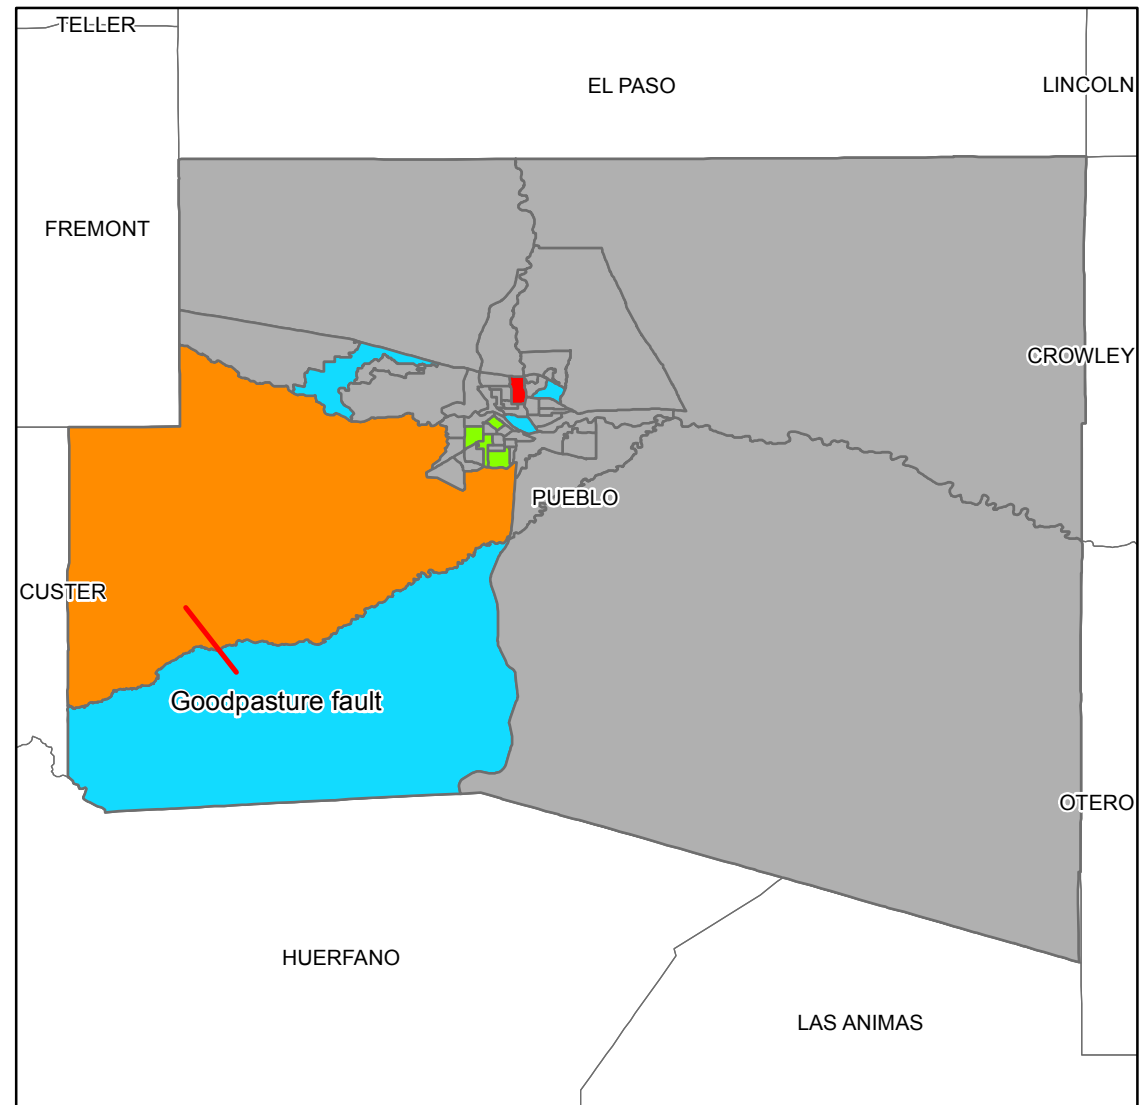 TELLER
EL PASO
LINCOLN
FREMONT
CROWLEY
PUEBLO
CUSTER
Goodpasture fault
OTERO
HUERFANO
LAS ANIMAS